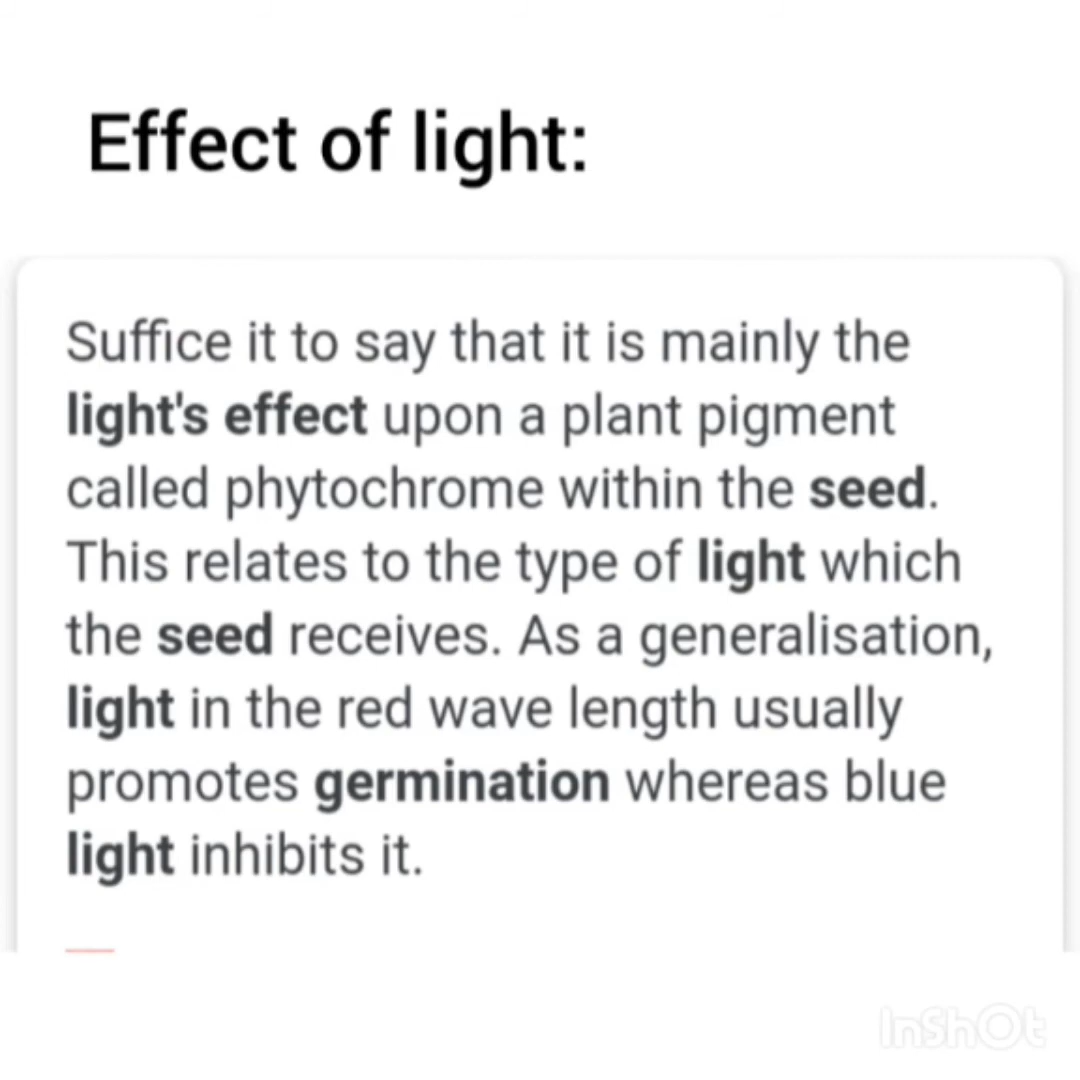 Effect of light:
Suffice it to say that it is mainly the
light's effect upon a plant pigment
called phytochrome within the seed.
This relates to the type of light which
the seed receives. As a generalisation,
light in the red wave length usually
promotes germination whereas blue
light inhibits it.
InShOt